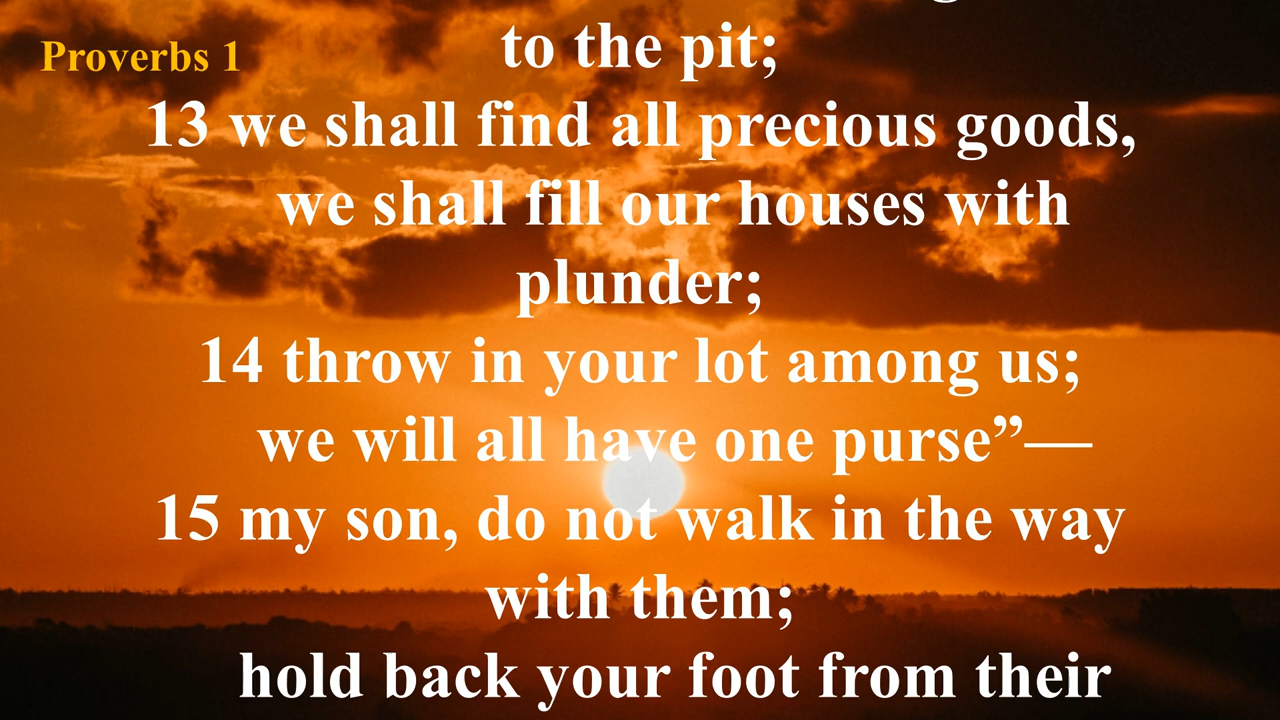 Proverbs 1
to the pit;
13 we shall find all precious goods,
we shall fill our houses with
plunder;
14 throw in your lot among us;
we will all have one purse”—
15 my son, do not walk in the way
with them;
hold back your foot from their